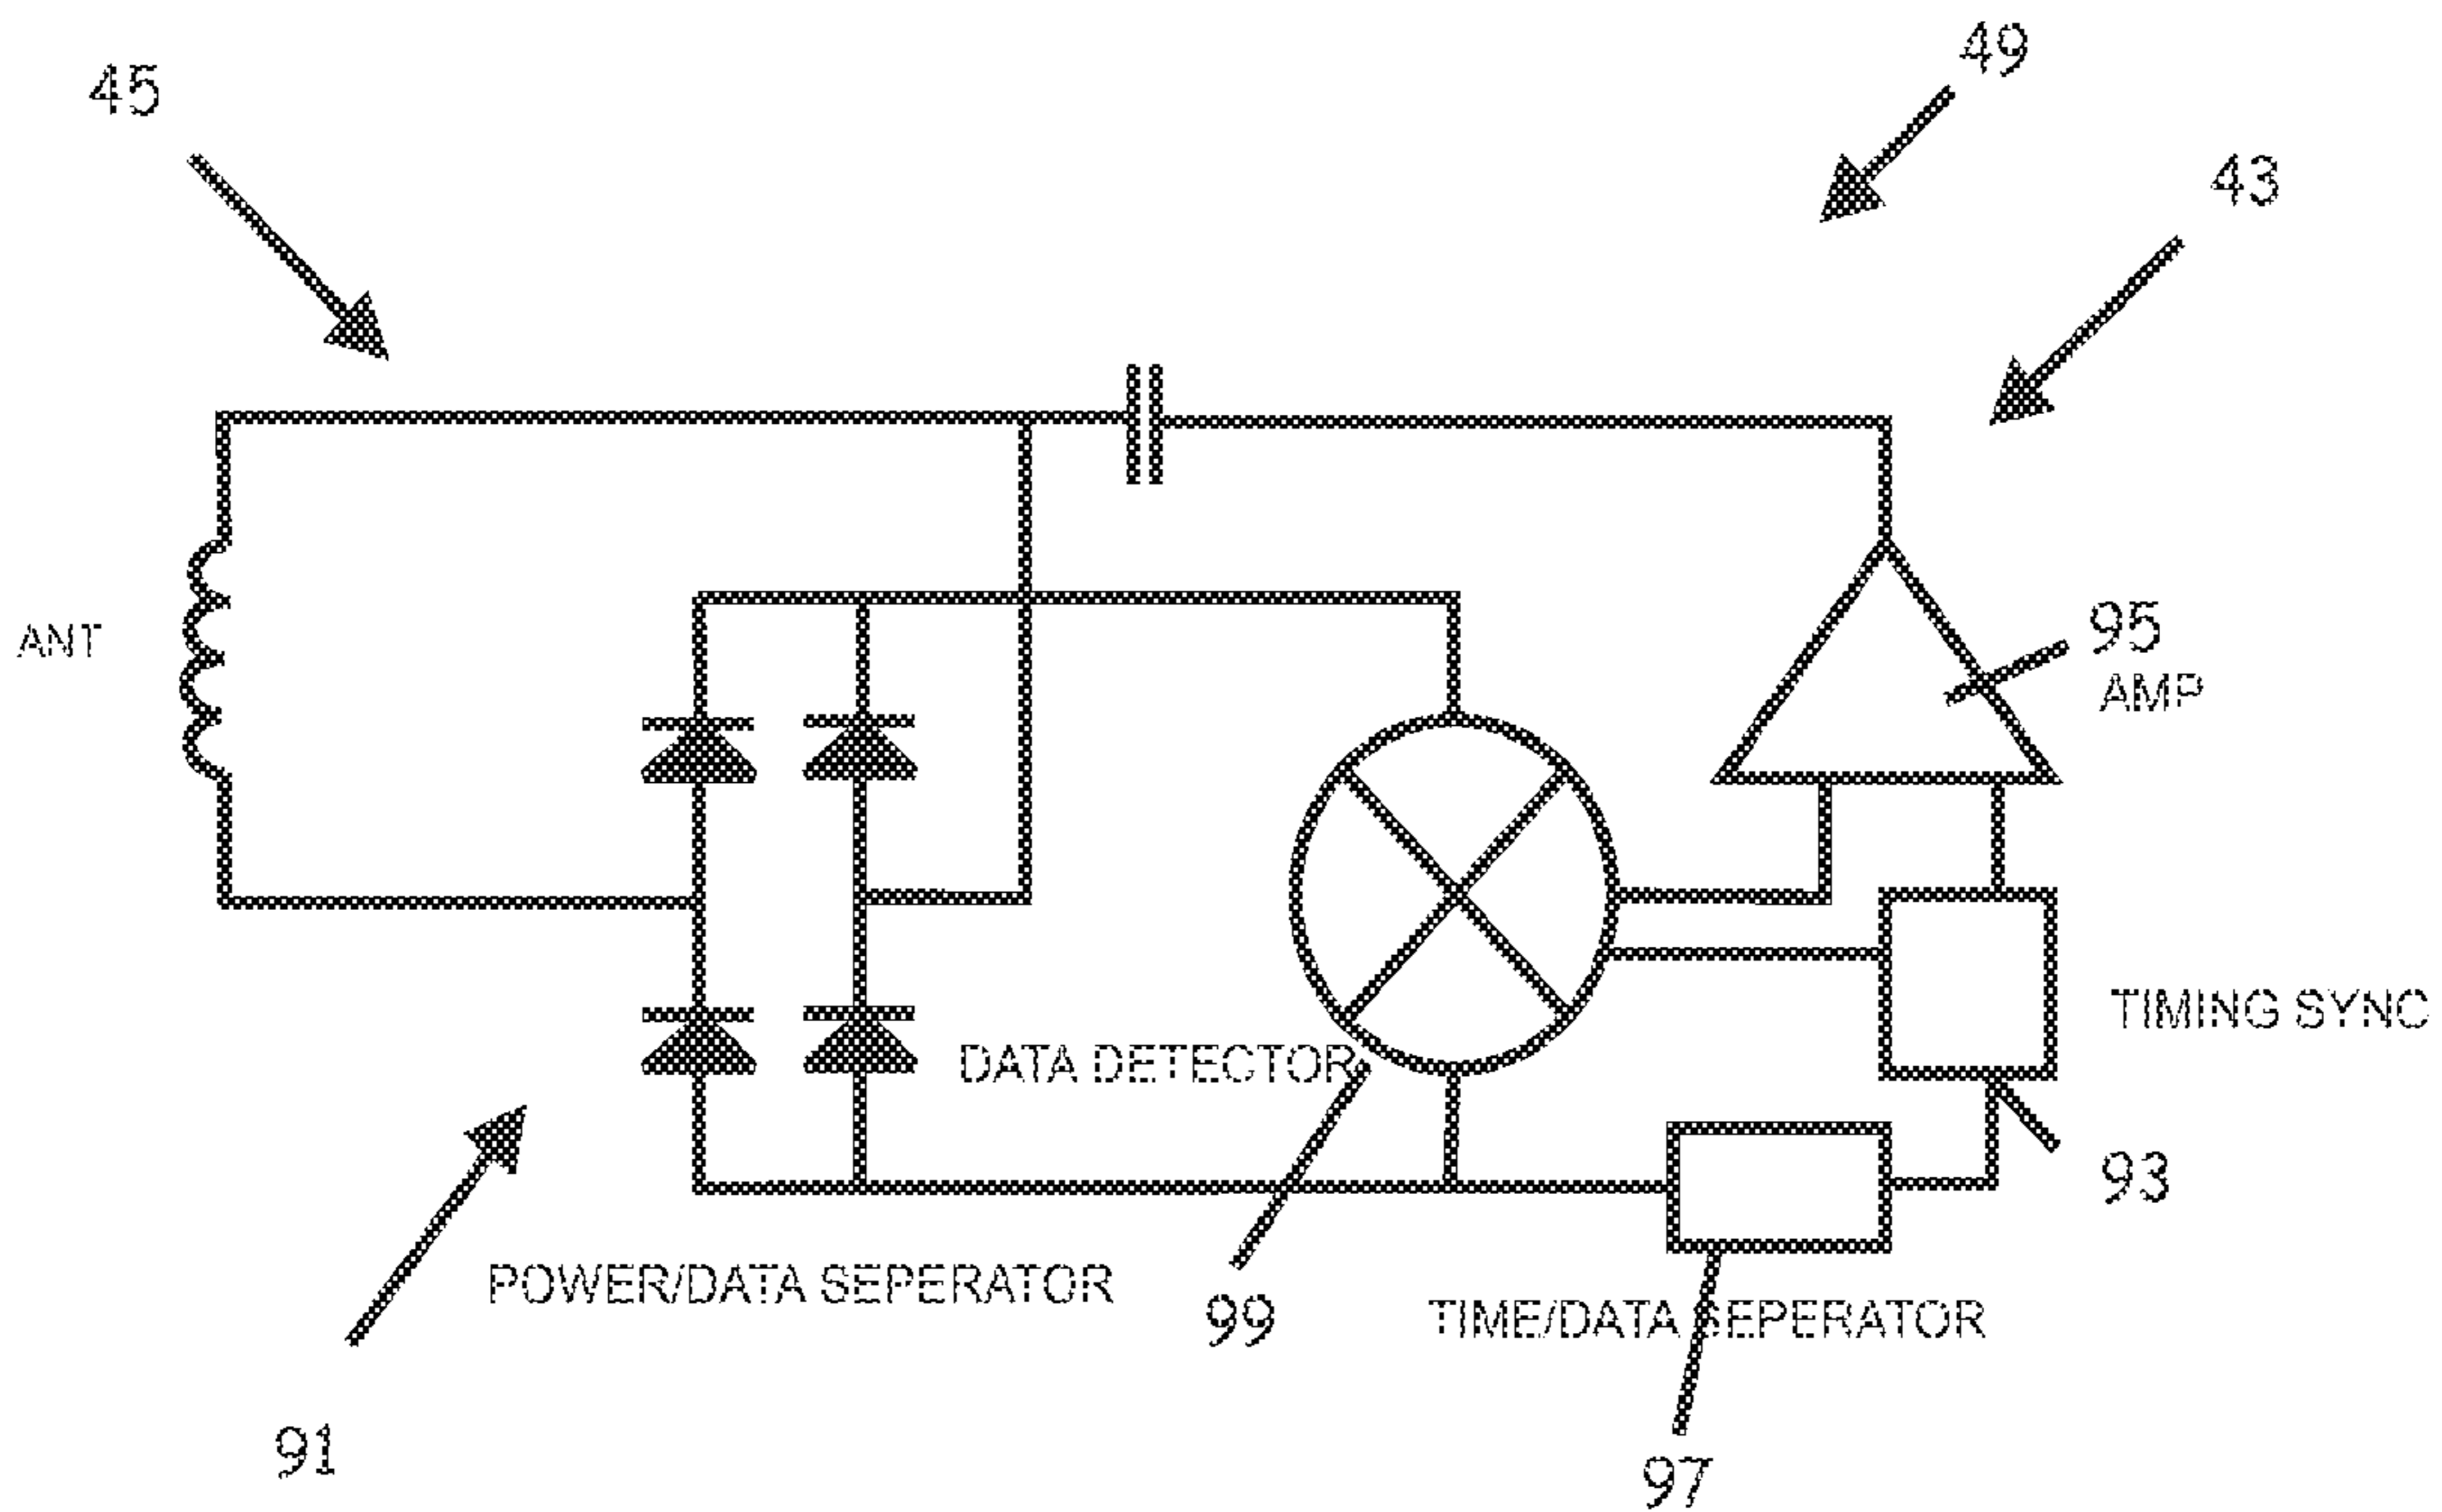 49
45
43
ANT
95
AMP
TIMING SYNC
DATA DETECTOR
93
POWER/DATA SEPERATOR
99
TIME/DATA SEPERATOR
91
97